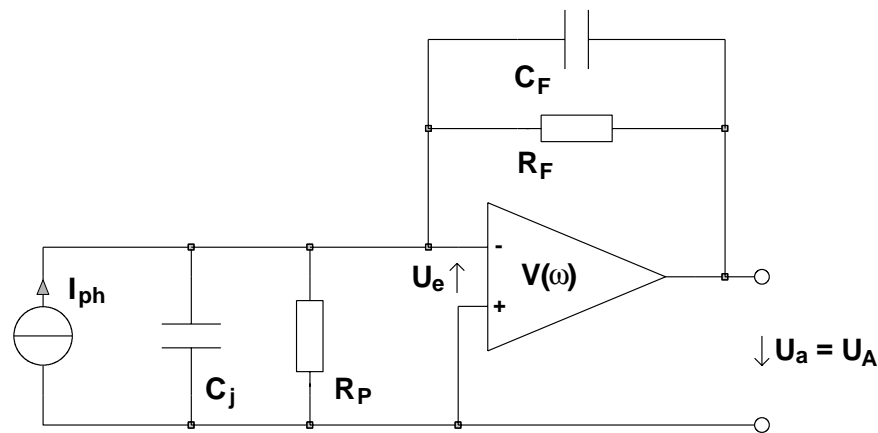 C_F
R_F
-
U_e
V(ω)
I_ph
+
U_a = U_A
C_j
R_P